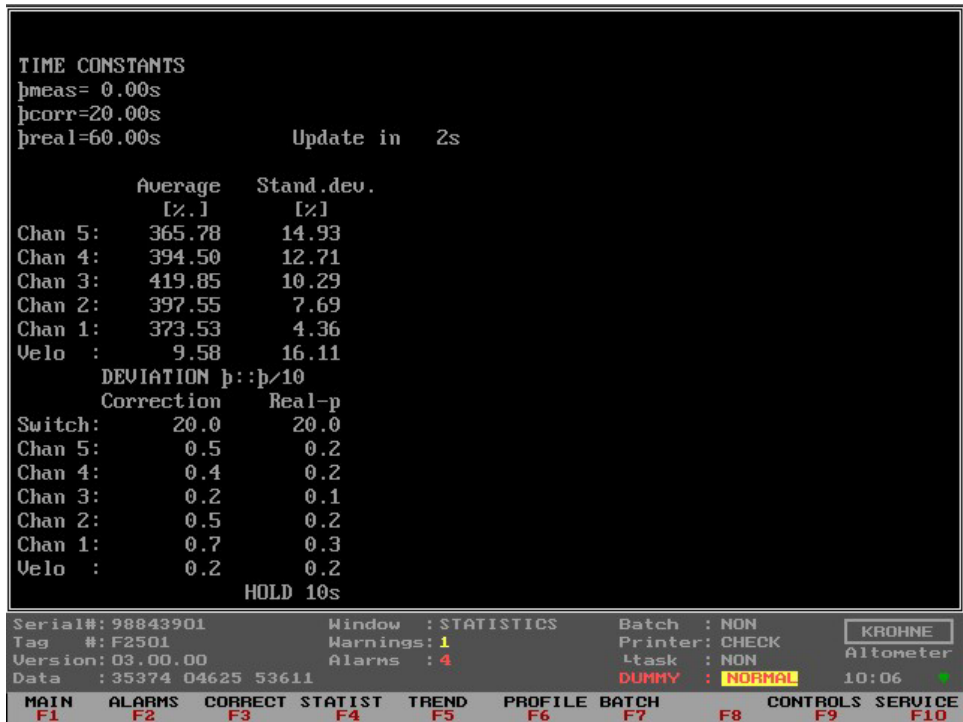 TIME CONSTANTS
þmeas= 0.00s
þcorr=20.00s
þreal=60.00s Update in 2s
Average Stand.dev.
[%.] [%]
Chan 5: 365.78 14.93
Chan 4: 394.50 12.71
Chan 3: 419.85 10.29
Chan 2: 397.55 7.69
Chan 1: 373.53 4.36
Velo : 9.58 16.11
DEVIATION þ::þ/10
Correction Real-p
Switch: 20.0 20.0
Chan 5: 0.5 0.2
Chan 4: 0.4 0.2
Chan 3: 0.2 0.1
Chan 2: 0.5 0.2
Chan 1: 0.7 0.3
Velo : 0.2 0.2
HOLD 10s
Serial#: 98843901 Window : STATISTICS Batch : NON KROHNE
Tag #: F2501 Warnings: 1 Printer: CHECK Altometer
Version: 03.00.00 Alarms : 4 └task : NON
Data : 35374 04625 53611 DUMMY : NORMAL 10:06
MAIN ALARMS CORRECT STATIST TREND PROFILE BATCH CONTROLS SERVICE
F1 F2 F3 F4 F5 F6 F7 F8 F9 F10